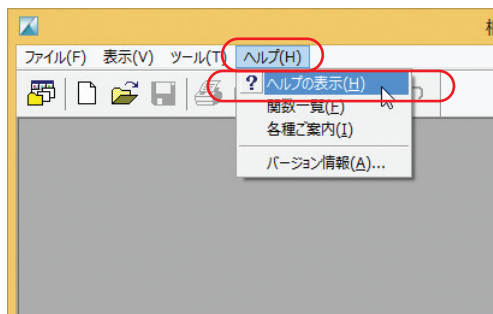 ファイル(F) 表示(V) ツール(T) ヘルプ(H)
? ヘルプの表示(H)
関数一覧(F)
各種ご案内(I)
バージョン情報(A)...